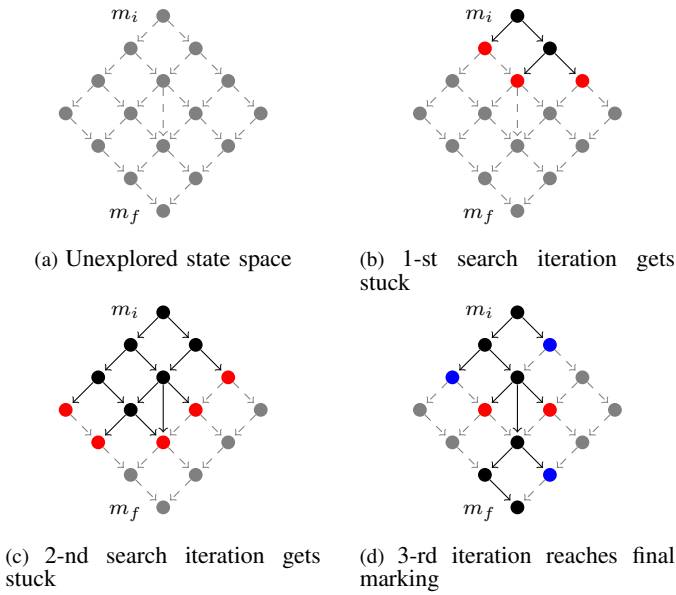 m_i
m_i
m_f
m_f
(a) Unexplored state space
(b) 1-st search iteration gets
stuck
m_i
m_i
m_f
m_f
(c) 2-nd search iteration gets
stuck
(d) 3-rd iteration reaches final
marking